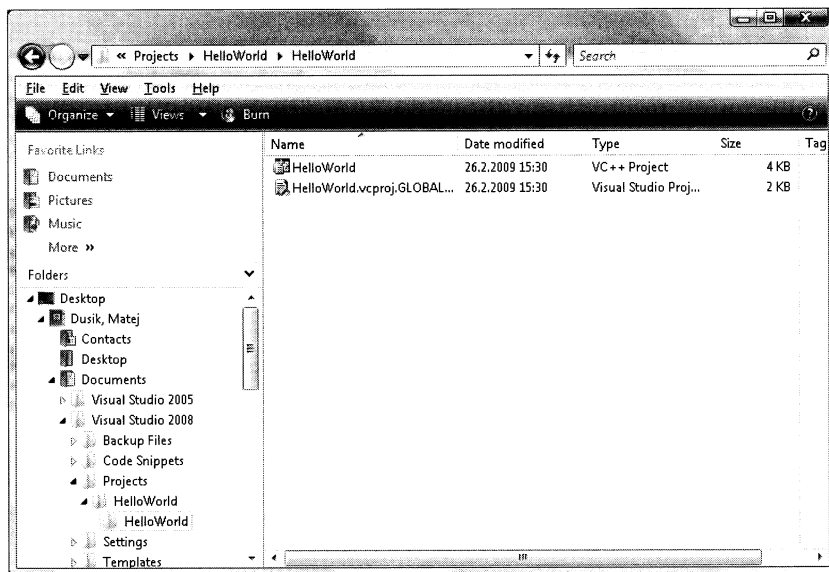 « Projects ▸ HelloWorld ▸ HelloWorld
Search
File Edit View Tools Help
Organize Views Burn
Favorite Links
Documents
Pictures
Music
More »
Folders
Desktop
Dusik, Matej
Contacts
Desktop
Documents
Visual Studio 2005
Visual Studio 2008
Backup Files
Code Snippets
Projects
HelloWorld
HelloWorld
Settings
Templates
Name Date modified Type Size Tag
HelloWorld 26.2.2009 15:30 VC++ Project 4 KB
HelloWorld.vcproj.GLOBAL... 26.2.2009 15:30 Visual Studio Proj... 2 KB